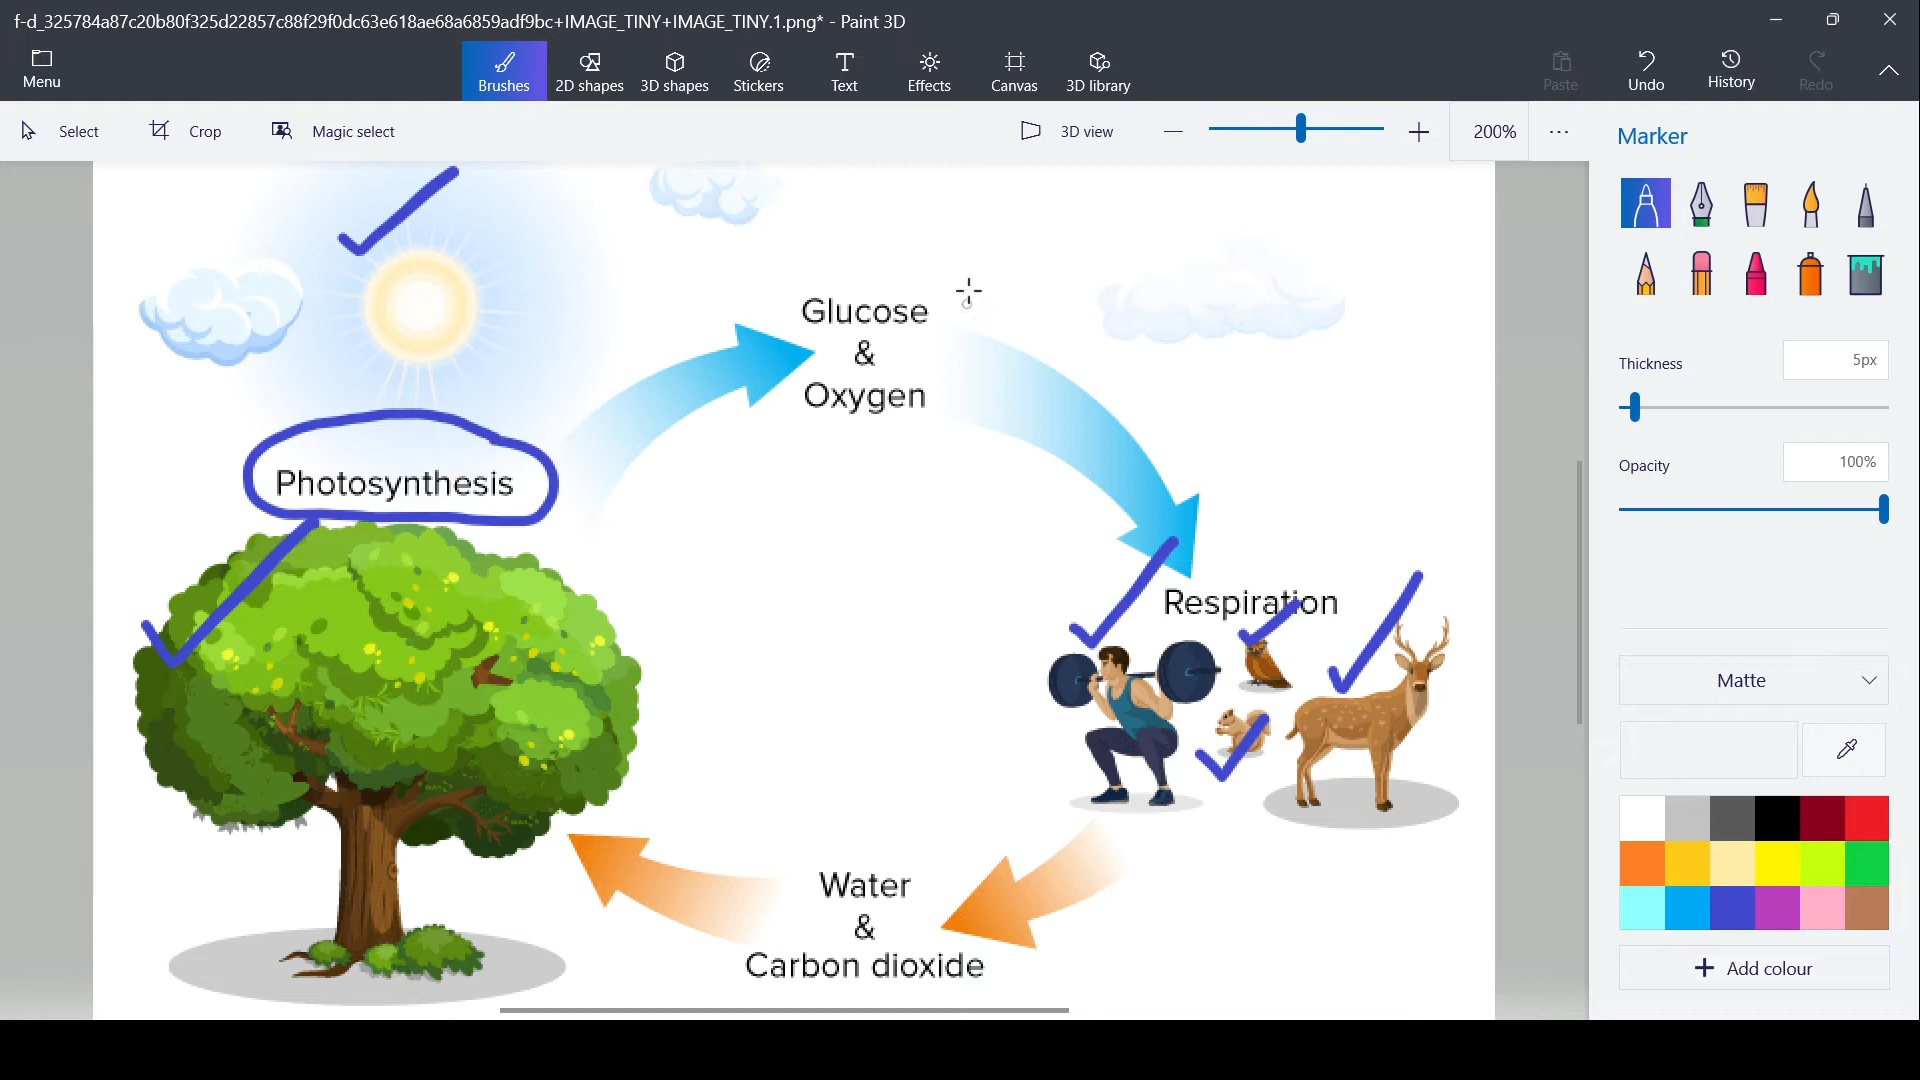 f-d_325784a87c20b80f325d22857c88f29f0dc63e618ae68a6859adf9bc+IMAGE_TINY+IMAGE_TINY.1.png* - Paint 3D
Menu
Brushes
2D shapes
3D shapes
Stickers
Text
Effects
Canvas
3D library
Paste
Undo
History
Redo
Select
Crop
Magic select
3D view
200%
Marker
Thickness
5px
Opacity
100%
Matte
Add colour
Glucose
&
Oxygen
Photosynthesis
Respiration
Water
&
Carbon dioxide